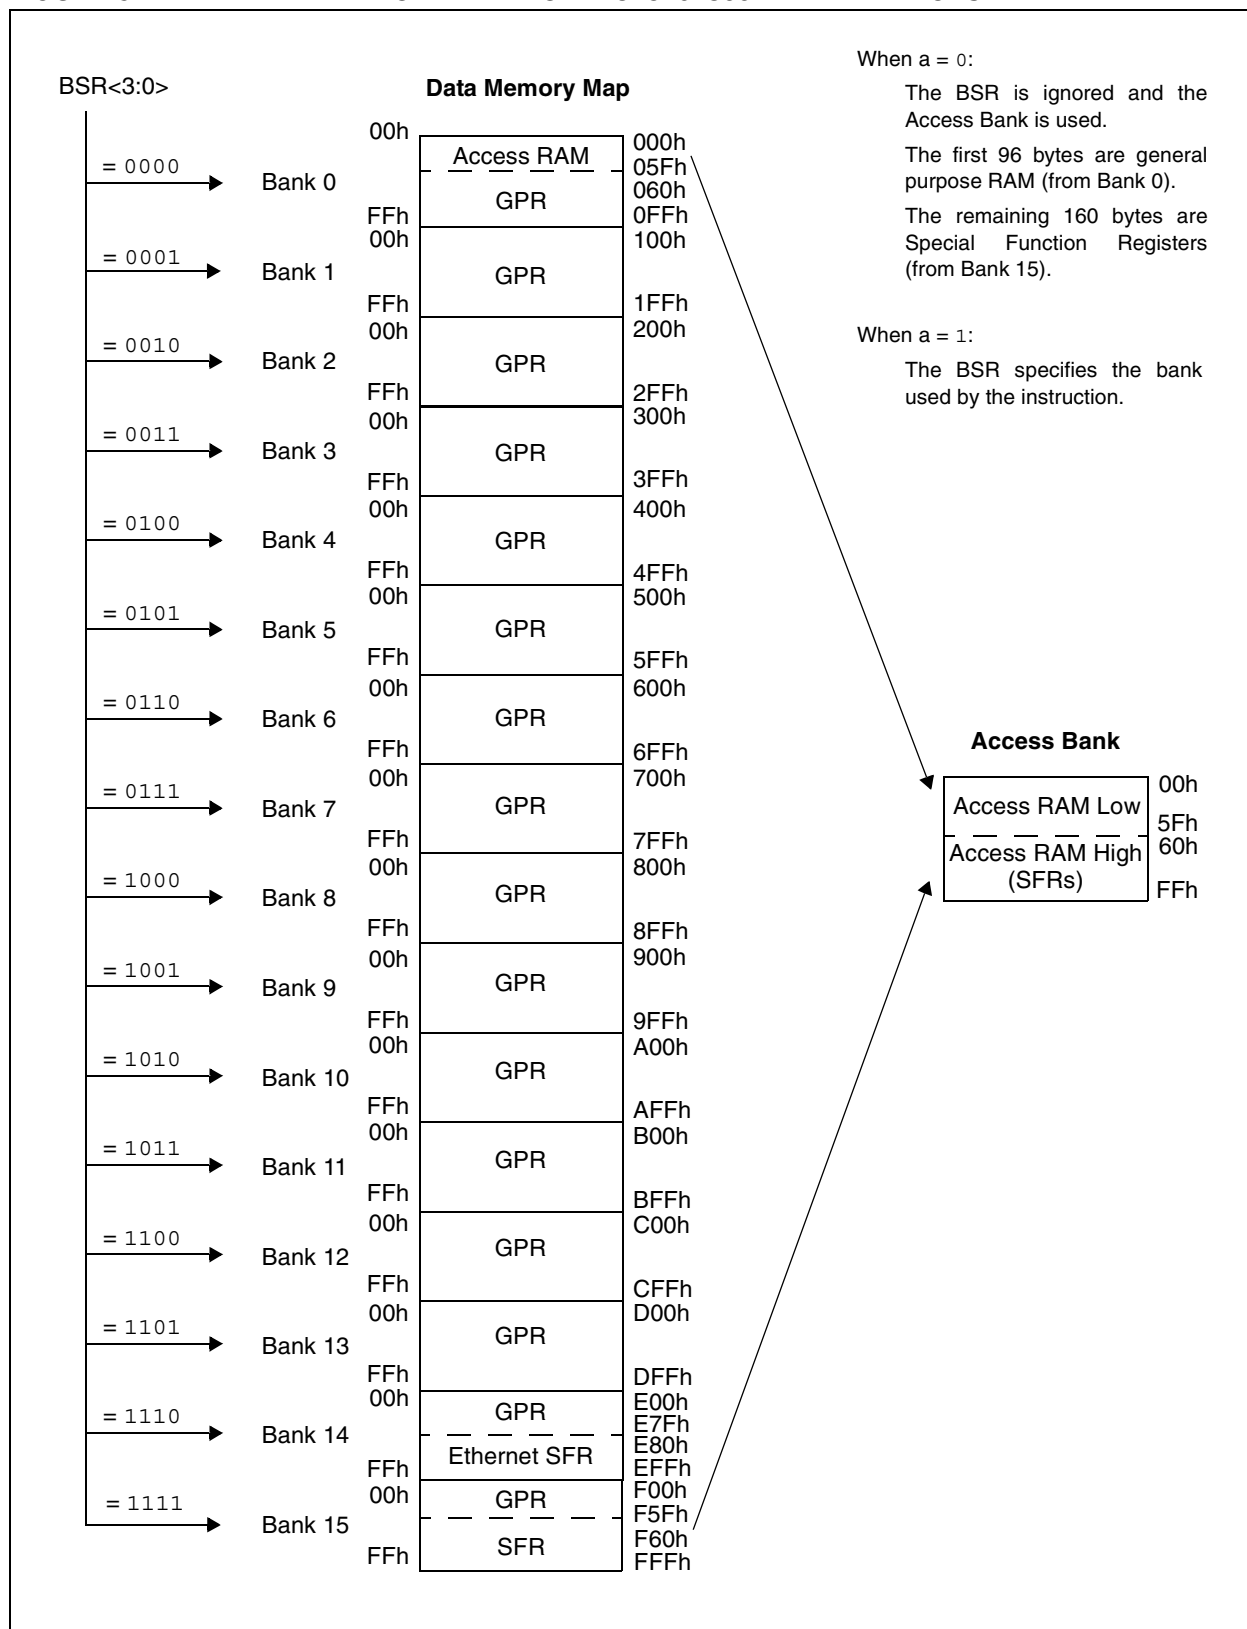 BSR<3:0>
Data Memory Map
When a = 0:
The BSR is ignored and the
Access Bank is used.
The first 96 bytes are general
purpose RAM (from Bank 0).
The remaining 160 bytes are
Special Function Registers
(from Bank 15).
When a = 1:
The BSR specifies the bank
used by the instruction.
= 0000
Bank 0
00h
Access RAM
000h
05Fh
GPR
060h
FFh
0FFh
= 0001
Bank 1
00h
GPR
100h
FFh
1FFh
= 0010
Bank 2
00h
GPR
200h
FFh
2FFh
= 0011
Bank 3
00h
GPR
300h
FFh
3FFh
= 0100
Bank 4
00h
GPR
400h
FFh
4FFh
= 0101
Bank 5
00h
GPR
500h
FFh
5FFh
= 0110
Bank 6
00h
GPR
600h
FFh
6FFh
= 0111
Bank 7
00h
GPR
700h
FFh
7FFh
= 1000
Bank 8
00h
GPR
800h
FFh
8FFh
= 1001
Bank 9
00h
GPR
900h
FFh
9FFh
= 1010
Bank 10
00h
GPR
A00h
FFh
AFFh
= 1011
Bank 11
00h
GPR
B00h
FFh
BFFh
= 1100
Bank 12
00h
GPR
C00h
FFh
CFFh
= 1101
Bank 13
00h
GPR
D00h
FFh
DFFh
= 1110
Bank 14
00h
GPR
E00h
E7Fh
Ethernet SFR
E80h
FFh
EFFh
= 1111
Bank 15
00h
GPR
F00h
F5Fh
SFR
F60h
FFh
FFFh
Access Bank
Access RAM Low
00h
5Fh
Access RAM High
(SFRs)
60h
FFh